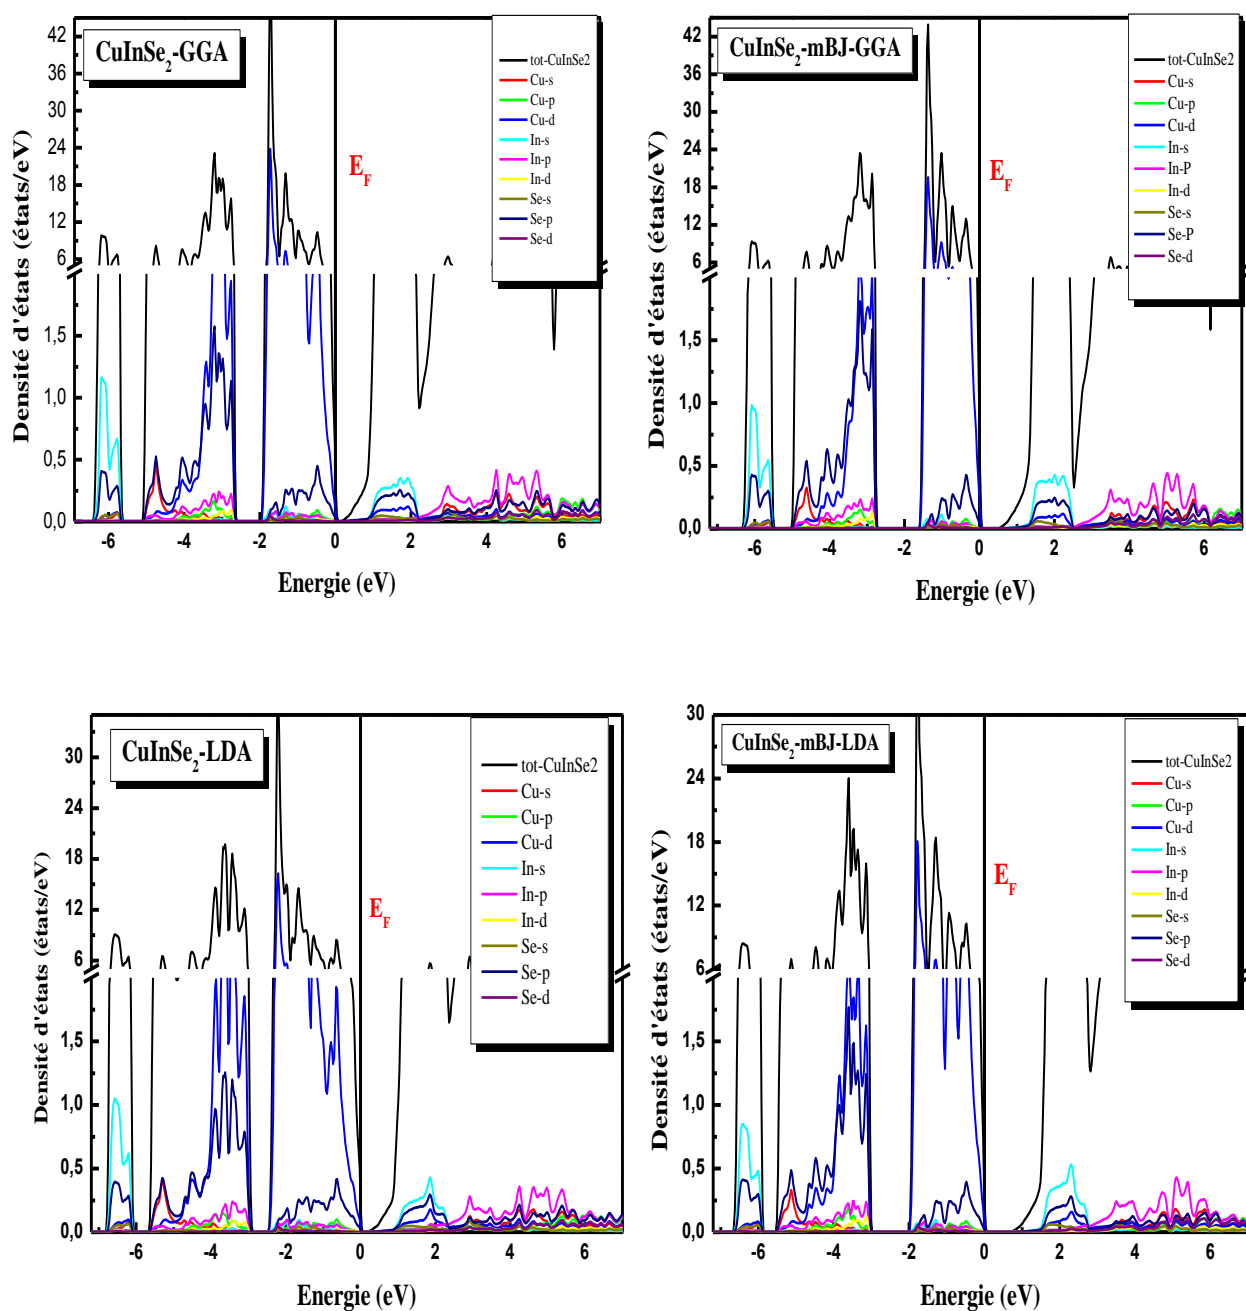 CuInSe2-GGA
tot-CuInSe2
Cu-s
Cu-p
Cu-d
In-s
In-p
In-d
Se-s
Se-p
Se-d
EF
Densité d'états (états/eV)
42
36
30
24
18
12
6
1,5
1,0
0,5
0,0
-6
-4
-2
0
2
4
6
Energie (eV)
CuInSe2-mBJ-GGA
tot-CuInSe2
Cu-s
Cu-p
Cu-d
In-s
In-P
In-d
Se-s
Se-P
Se-d
EF
Densité d'états (états/eV)
42
36
30
24
18
12
6
1,5
1,0
0,5
0,0
-6
-4
-2
0
2
4
6
Energie (eV)
CuInSe2-LDA
tot-CuInSe2
Cu-s
Cu-p
Cu-d
In-s
In-p
In-d
Se-s
Se-p
Se-d
EF
Densité d'états (états/eV)
30
24
18
12
6
1,5
1,0
0,5
0,0
-6
-4
-2
0
2
4
6
Energie (eV)
CuInSe2-mBJ-LDA
tot-CuInSe2
Cu-s
Cu-p
Cu-d
In-s
In-p
In-d
Se-s
Se-p
Se-d
EF
Densité d'états (états/eV)
30
24
18
12
6
1,5
1,0
0,5
0,0
-6
-4
-2
0
2
4
6
Energie (eV)